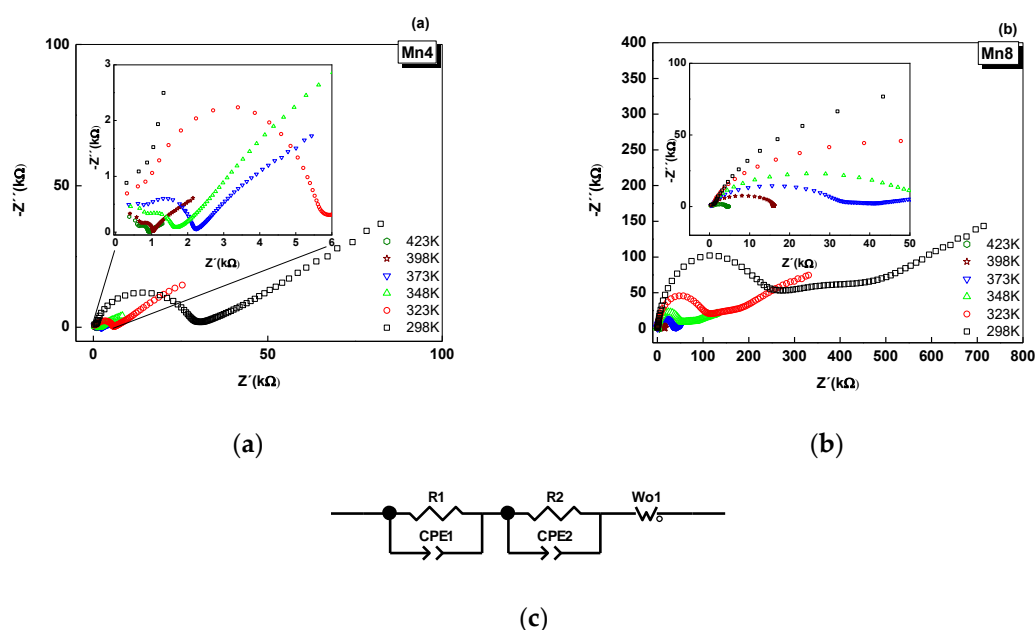 (a)
Mn4
-Z´´(kΩ)
100
50
0
0
50
100
Z´(kΩ)
-Z´´(kΩ)
3
2
1
0
0
1
2
3
4
5
6
Z´(kΩ)
423K
398K
373K
348K
323K
298K
(b)
Mn8
-Z´´(kΩ)
400
350
300
250
200
150
100
50
0
0
100
200
300
400
500
600
700
800
Z´(kΩ)
-Z´´(kΩ)
100
50
0
0
10
20
30
40
50
Z´(kΩ)
423K
398K
373K
348K
323K
298K
(a)
(b)
R1
R2
Wo1
CPE1
CPE2
(c)